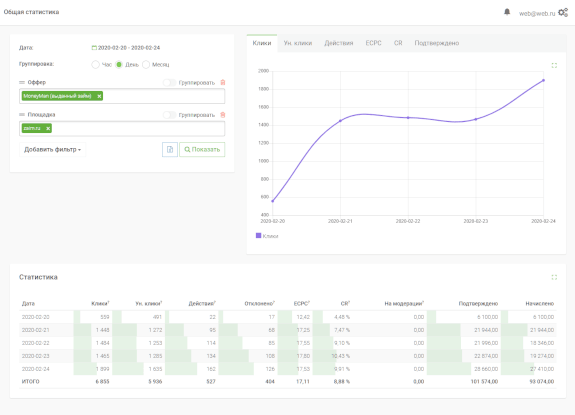 Общая статистика
web@web.ru
Дата:
2020-02-20 - 2020-02-24
Группировка:
Час День Месяц
Оффер Группировать
MoneyMan (выданный займ) ×
Площадка Группировать
zaim.ru ×
Добавить фильтр
Показать
Клики Ун. клики Действия ECPC CR Подтверждено
2000
1800
1600
1400
1200
1000
800
600
400
2020-02-20 2020-02-21 2020-02-22 2020-02-23 2020-02-24
Клики
Статистика
Дата Клики? Ун. клики? Действия? Отклонено? ECPC? CR? На модерации? Подтверждено Начислено
2020-02-20 559 491 22 17 12,42 4,48 % 0,00 6 100,00 6 100,00
2020-02-21 1 448 1 272 95 68 17,25 7,47 % 0,00 21 944,00 21 944,00
2020-02-22 1 484 1 253 114 85 17,55 9,10 % 0,00 21 996,00 18 346,00
2020-02-23 1 465 1 285 134 108 17,80 10,43 % 0,00 22 874,00 19 274,00
2020-02-24 1 899 1 635 162 126 17,53 9,91 % 0,00 28 660,00 27 410,00
ИТОГО 6 855 5 936 527 404 17,11 8,88 % 0,00 101 574,00 93 074,00